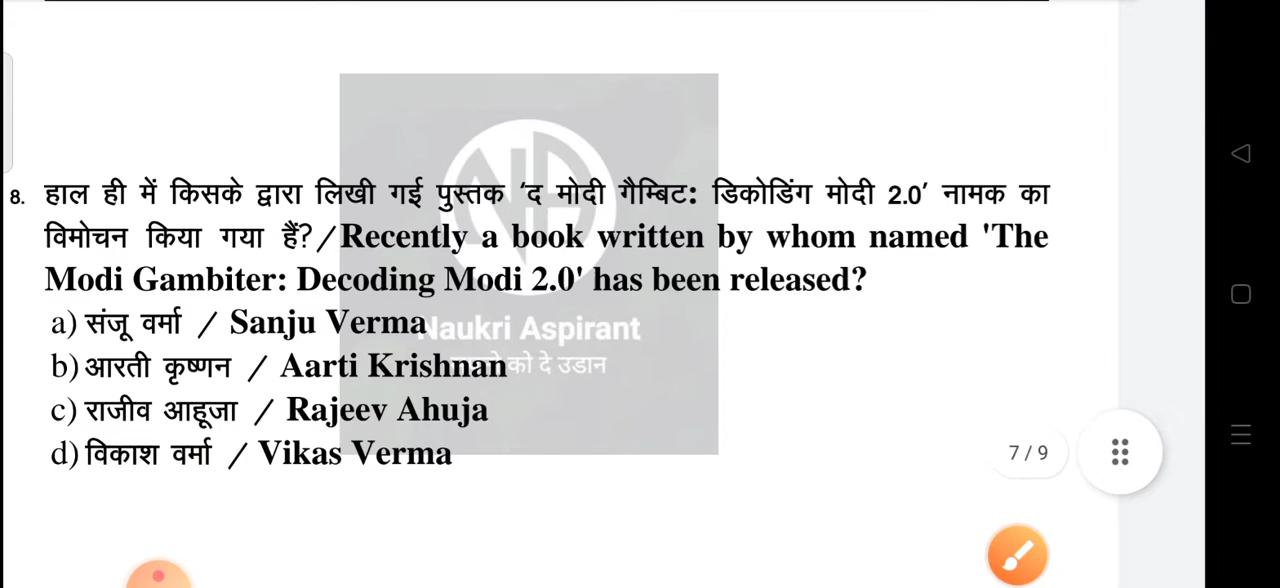 8. हाल ही में किसके द्वारा लिखी गई पुस्तक ‘द मोदी गैम्बिट: डिकोडिंग मोदी 2.0’ नामक का
विमोचन किया गया हैं?/Recently a book written by whom named 'The
Modi Gambiter: Decoding Modi 2.0' has been released?
a) संजू वर्मा / Sanju Verma
Naukri Aspirant
b) आरती कृष्णन / Aarti Krishnan
को दे उडान
c) राजीव आहूजा / Rajeev Ahuja
d) विकाश वर्मा / Vikas Verma
7 / 9